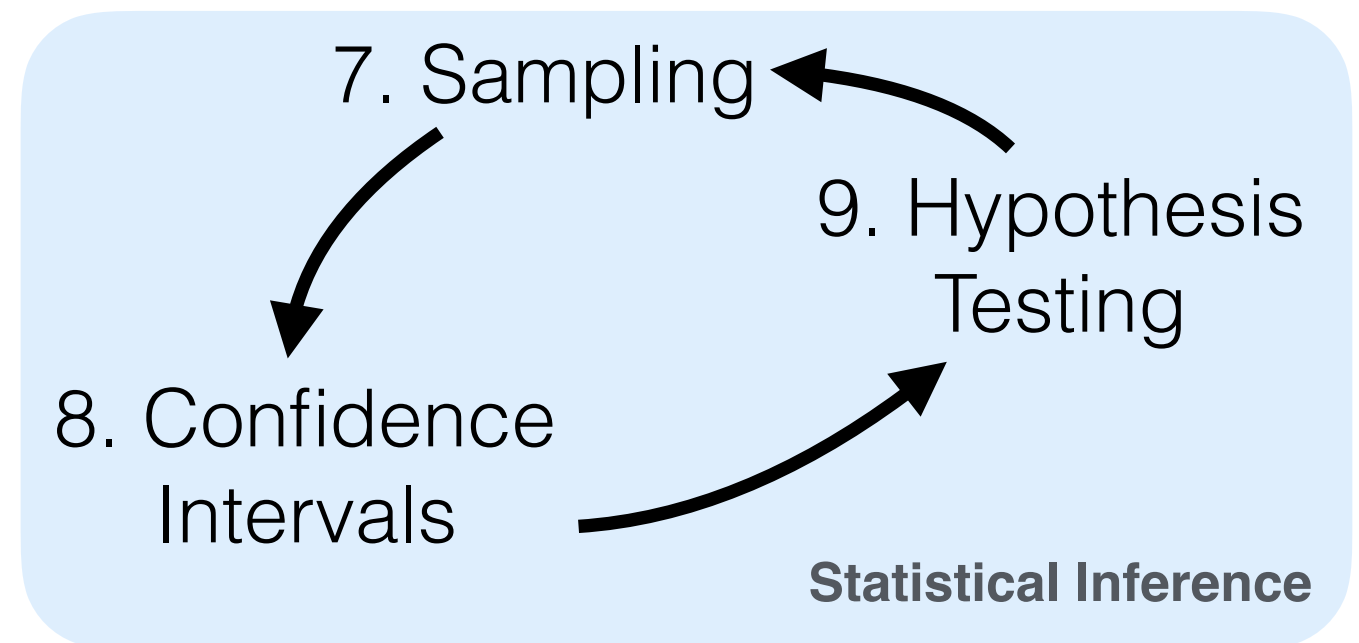 7. Sampling
9. Hypothesis
Testing
8. Confidence
Intervals
Statistical Inference